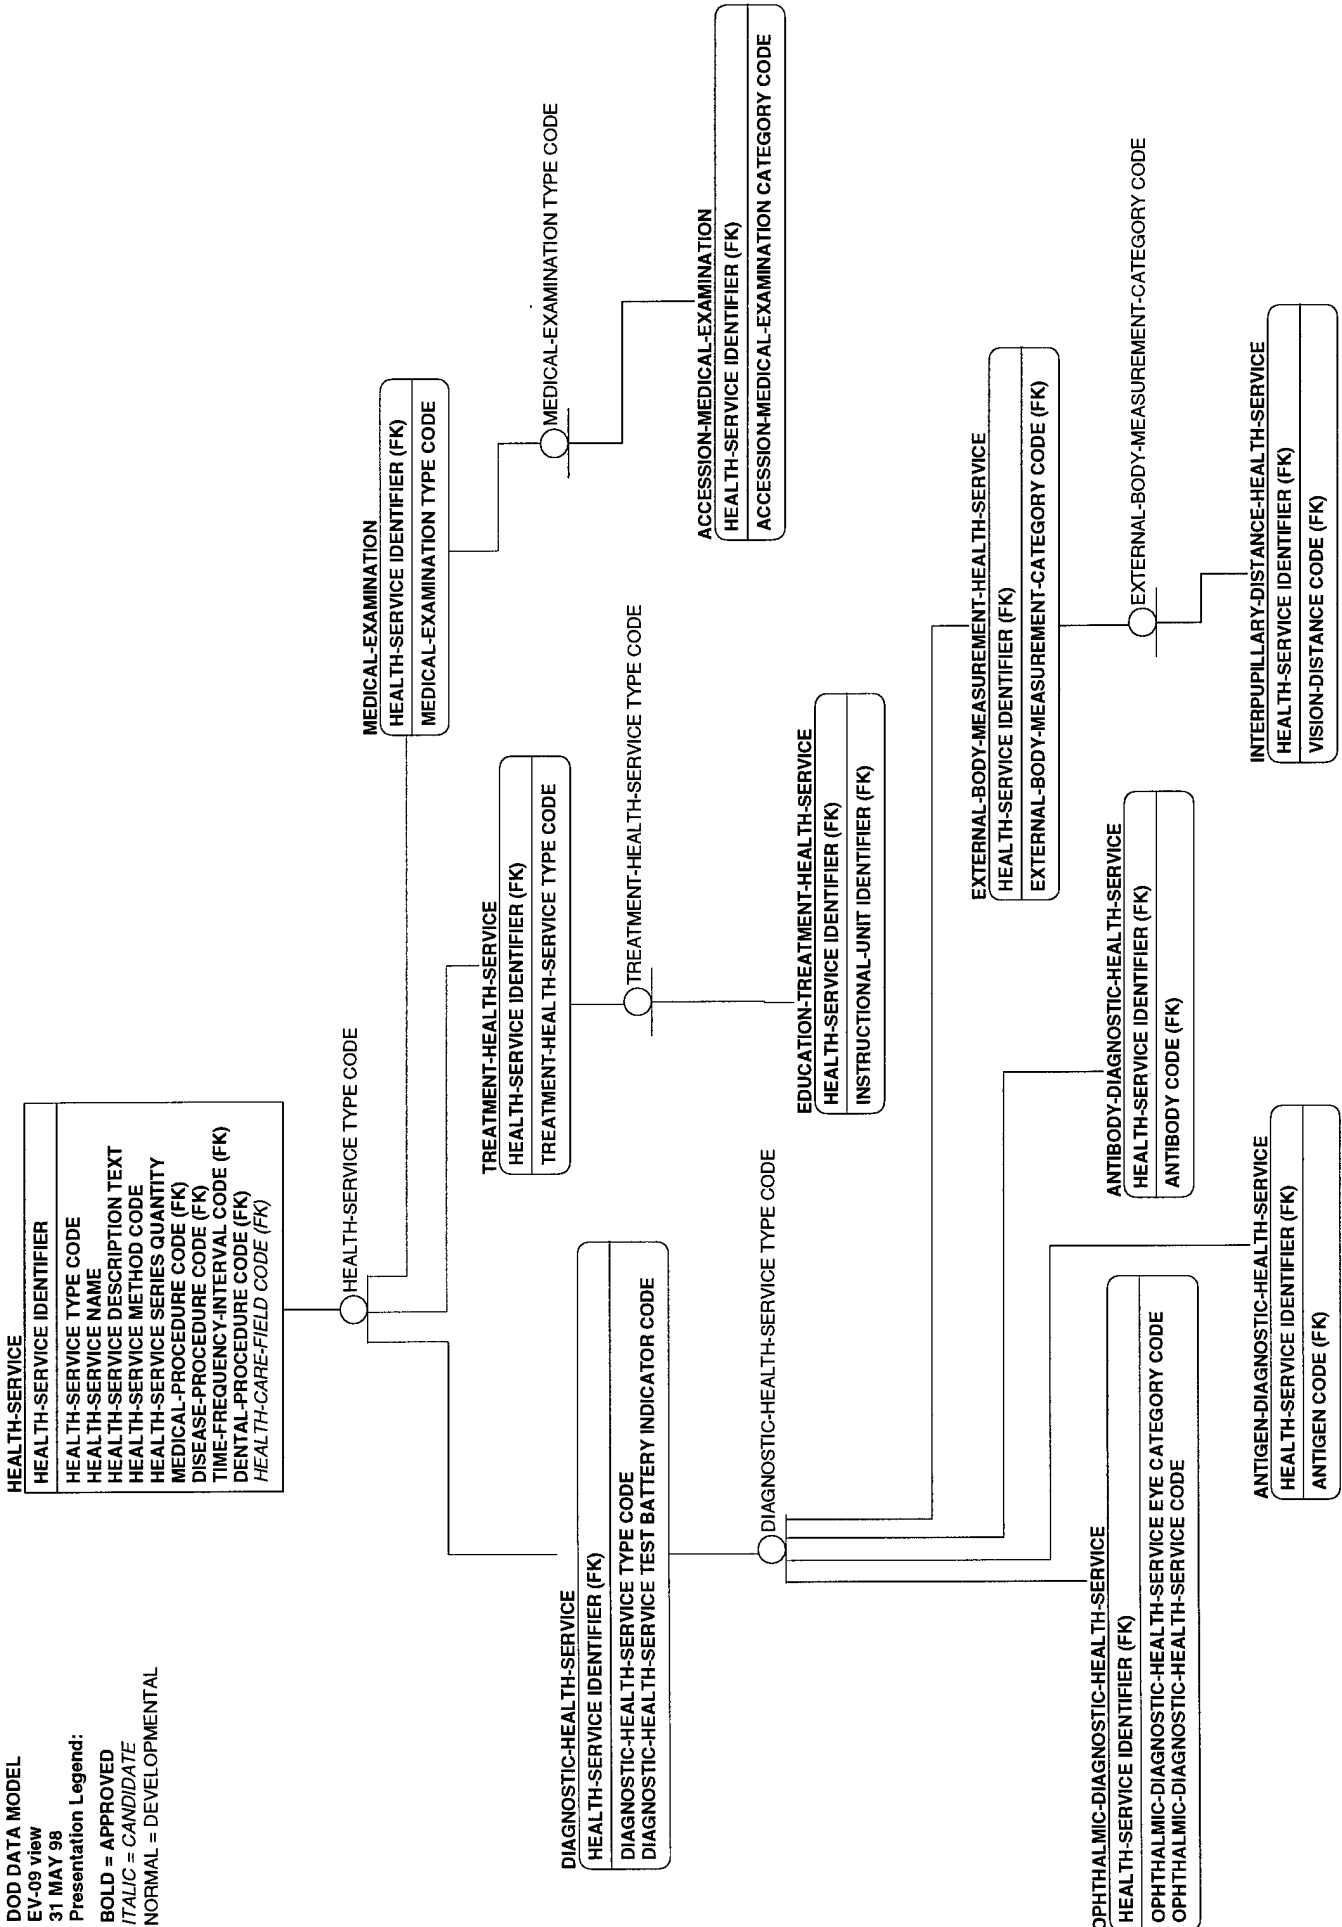 DOD DATA MODEL
EV-09 view
31 MAY 98
Presentation Legend:
BOLD = APPROVED
ITALIC = CANDIDATE
NORMAL = DEVELOPMENTAL
HEALTH-SERVICE
HEALTH-SERVICE IDENTIFIER
HEALTH-SERVICE TYPE CODE
HEALTH-SERVICE NAME
HEALTH-SERVICE DESCRIPTION TEXT
HEALTH-SERVICE METHOD CODE
HEALTH-SERVICE SERIES QUANTITY
MEDICAL-PROCEDURE CODE (FK)
DISEASE-PROCEDURE CODE (FK)
TIME-FREQUENCY-INTERVAL CODE (FK)
DENTAL-PROCEDURE CODE (FK)
HEALTH-CARE-FIELD CODE (FK)
HEALTH-SERVICE TYPE CODE
MEDICAL-EXAMINATION
HEALTH-SERVICE IDENTIFIER (FK)
MEDICAL-EXAMINATION TYPE CODE
MEDICAL-EXAMINATION TYPE CODE
ACCESSION-MEDICAL-EXAMINATION
HEALTH-SERVICE IDENTIFIER (FK)
ACCESSION-MEDICAL-EXAMINATION CATEGORY CODE
TREATMENT-HEALTH-SERVICE
HEALTH-SERVICE IDENTIFIER (FK)
TREATMENT-HEALTH-SERVICE TYPE CODE
TREATMENT-HEALTH-SERVICE TYPE CODE
EDUCATION-TREATMENT-HEALTH-SERVICE
HEALTH-SERVICE IDENTIFIER (FK)
INSTRUCTIONAL-UNIT IDENTIFIER (FK)
DIAGNOSTIC-HEALTH-SERVICE
HEALTH-SERVICE IDENTIFIER (FK)
DIAGNOSTIC-HEALTH-SERVICE TYPE CODE
DIAGNOSTIC-HEALTH-SERVICE TEST BATTERY INDICATOR CODE
DIAGNOSTIC-HEALTH-SERVICE TYPE CODE
EXTERNAL-BODY-MEASUREMENT-HEALTH-SERVICE
HEALTH-SERVICE IDENTIFIER (FK)
EXTERNAL-BODY-MEASUREMENT-CATEGORY CODE (FK)
EXTERNAL-BODY-MEASUREMENT-CATEGORY CODE
INTERPUPILLARY-DISTANCE-HEALTH-SERVICE
HEALTH-SERVICE IDENTIFIER (FK)
VISION-DISTANCE CODE (FK)
ANTIBODY-DIAGNOSTIC-HEALTH-SERVICE
HEALTH-SERVICE IDENTIFIER (FK)
ANTIBODY CODE (FK)
ANTIGEN-DIAGNOSTIC-HEALTH-SERVICE
HEALTH-SERVICE IDENTIFIER (FK)
ANTIGEN CODE (FK)
OPHTHALMIC-DIAGNOSTIC-HEALTH-SERVICE
HEALTH-SERVICE IDENTIFIER (FK)
OPHTHALMIC-DIAGNOSTIC-HEALTH-SERVICE EYE CATEGORY CODE
OPHTHALMIC-DIAGNOSTIC-HEALTH-SERVICE CODE